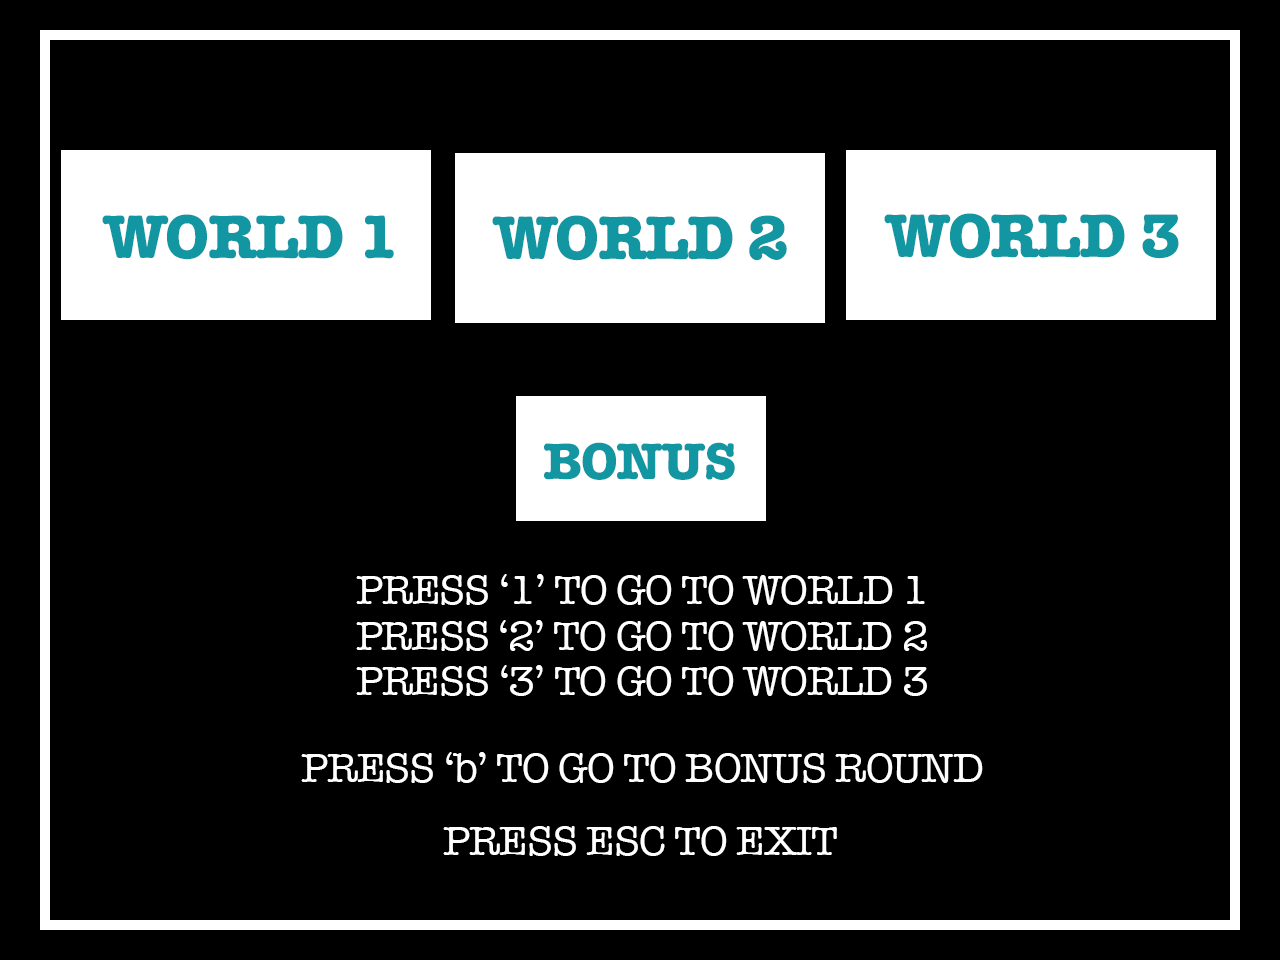 WORLD 1
WORLD 2
WORLD 3
BONUS
PRESS ‘1’ TO GO TO WORLD 1
PRESS ‘2’ TO GO TO WORLD 2
PRESS ‘3’ TO GO TO WORLD 3
PRESS ‘b’ TO GO TO BONUS ROUND
PRESS ESC TO EXIT